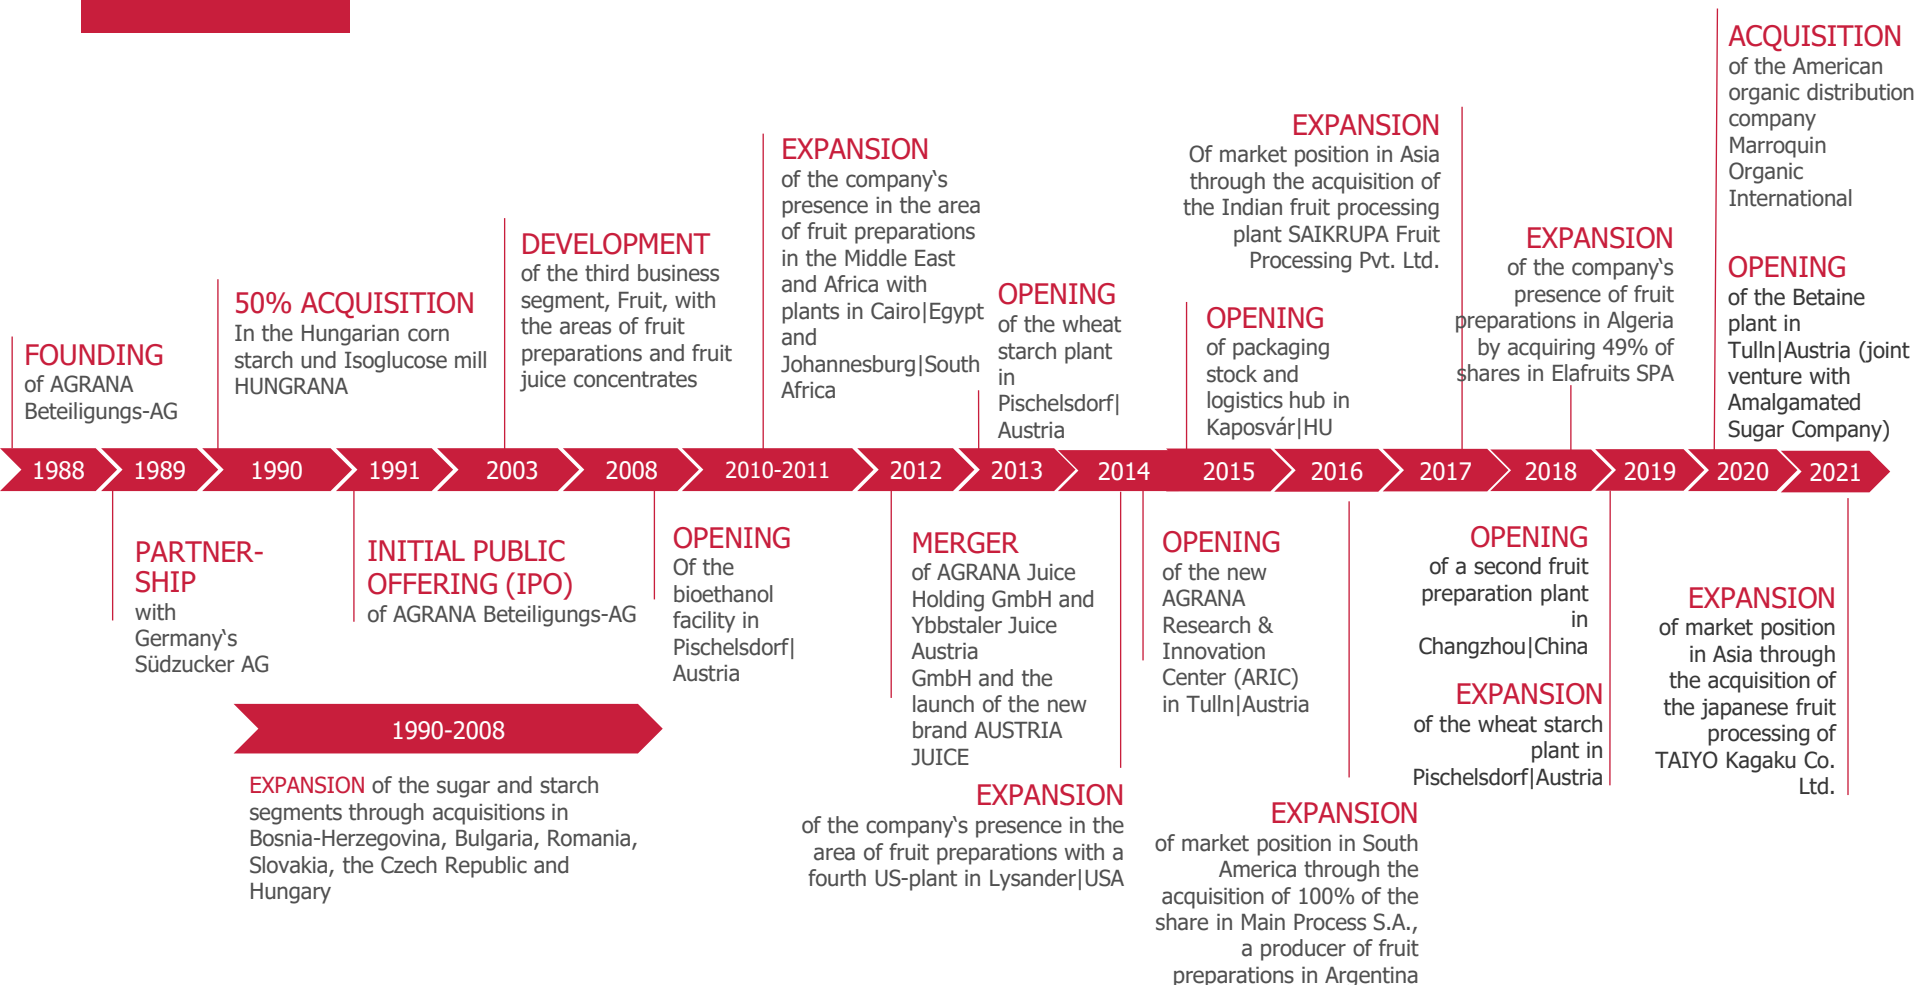 FOUNDING
of AGRANA
Beteiligungs-AG
50% ACQUISITION
In the Hungarian corn
starch und Isoglucose mill
HUNGRANA
DEVELOPMENT
of the third business
segment, Fruit, with
the areas of fruit
preparations and fruit
juice concentrates
EXPANSION
of the company‘s
presence in the area
of fruit preparations
in the Middle East
and Africa with
plants in Cairo|Egypt
and
Johannesburg|South
Africa
OPENING
of the wheat
starch plant
in
Pischelsdorf|
Austria
EXPANSION
Of market position in Asia
through the acquisition of
the Indian fruit processing
plant SAIKRUPA Fruit
Processing Pvt. Ltd.
OPENING
of packaging
stock and
logistics hub in
Kaposvár|HU
EXPANSION
of the company‘s
presence of fruit
preparations in Algeria
by acquiring 49% of
shares in Elafruits SPA
ACQUISITION
of the American
organic distribution
company
Marroquin
Organic
International
OPENING
of the Betaine
plant in
Tulln|Austria (joint
venture with
Amalgamated
Sugar Company)
1988 1989 1990 1991 2003 2008 2010-2011 2012 2013 2014 2015 2016 2017 2018 2019 2020 2021
PARTNER-
SHIP
with
Germany‘s
Südzucker AG
INITIAL PUBLIC
OFFERING (IPO)
of AGRANA Beteiligungs-AG
OPENING
Of the
bioethanol
facility in
Pischelsdorf|
Austria
MERGER
of AGRANA Juice
Holding GmbH and
Ybbstaler Juice
Austria
GmbH and the
launch of the new
brand AUSTRIA
JUICE
OPENING
of the new
AGRANA
Research &
Innovation
Center (ARIC)
in Tulln|Austria
OPENING
of a second fruit
preparation plant
in
Changzhou|China
EXPANSION
of the wheat starch
plant in
Pischelsdorf|Austria
EXPANSION
of market position
in Asia through
the acquisition of
the japanese fruit
processing of
TAIYO Kagaku Co.
Ltd.
1990-2008
EXPANSION of the sugar and starch
segments through acquisitions in
Bosnia-Herzegovina, Bulgaria, Romania,
Slovakia, the Czech Republic and
Hungary
EXPANSION
of the company‘s presence in the
area of fruit preparations with a
fourth US-plant in Lysander|USA
EXPANSION
of market position in South
America through the
acquisition of 100% of the
share in Main Process S.A.,
a producer of fruit
preparations in Argentina